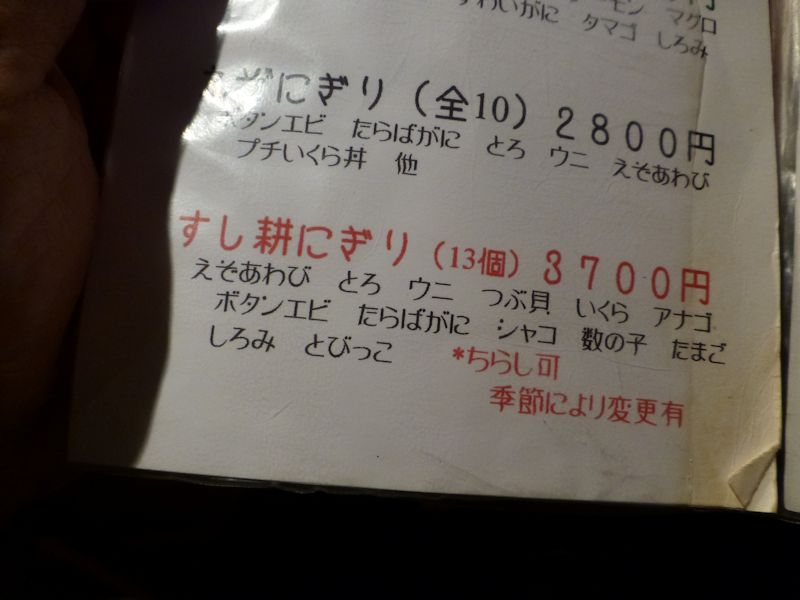 円
マグロ
ずわいがに タマゴ しろみ
にぎり（全10）２８００円
ボタンエビ たらばがに とろ ウニ えぞあわび
プチいくら丼 他
すし耕にぎり（13個）３７００円
えぞあわび とろ ウニ つぶ貝 いくら アナゴ
ボタンエビ たらばがに シャコ 数の子 たまご
しろみ とびっこ *ちらし可
季節により変更有